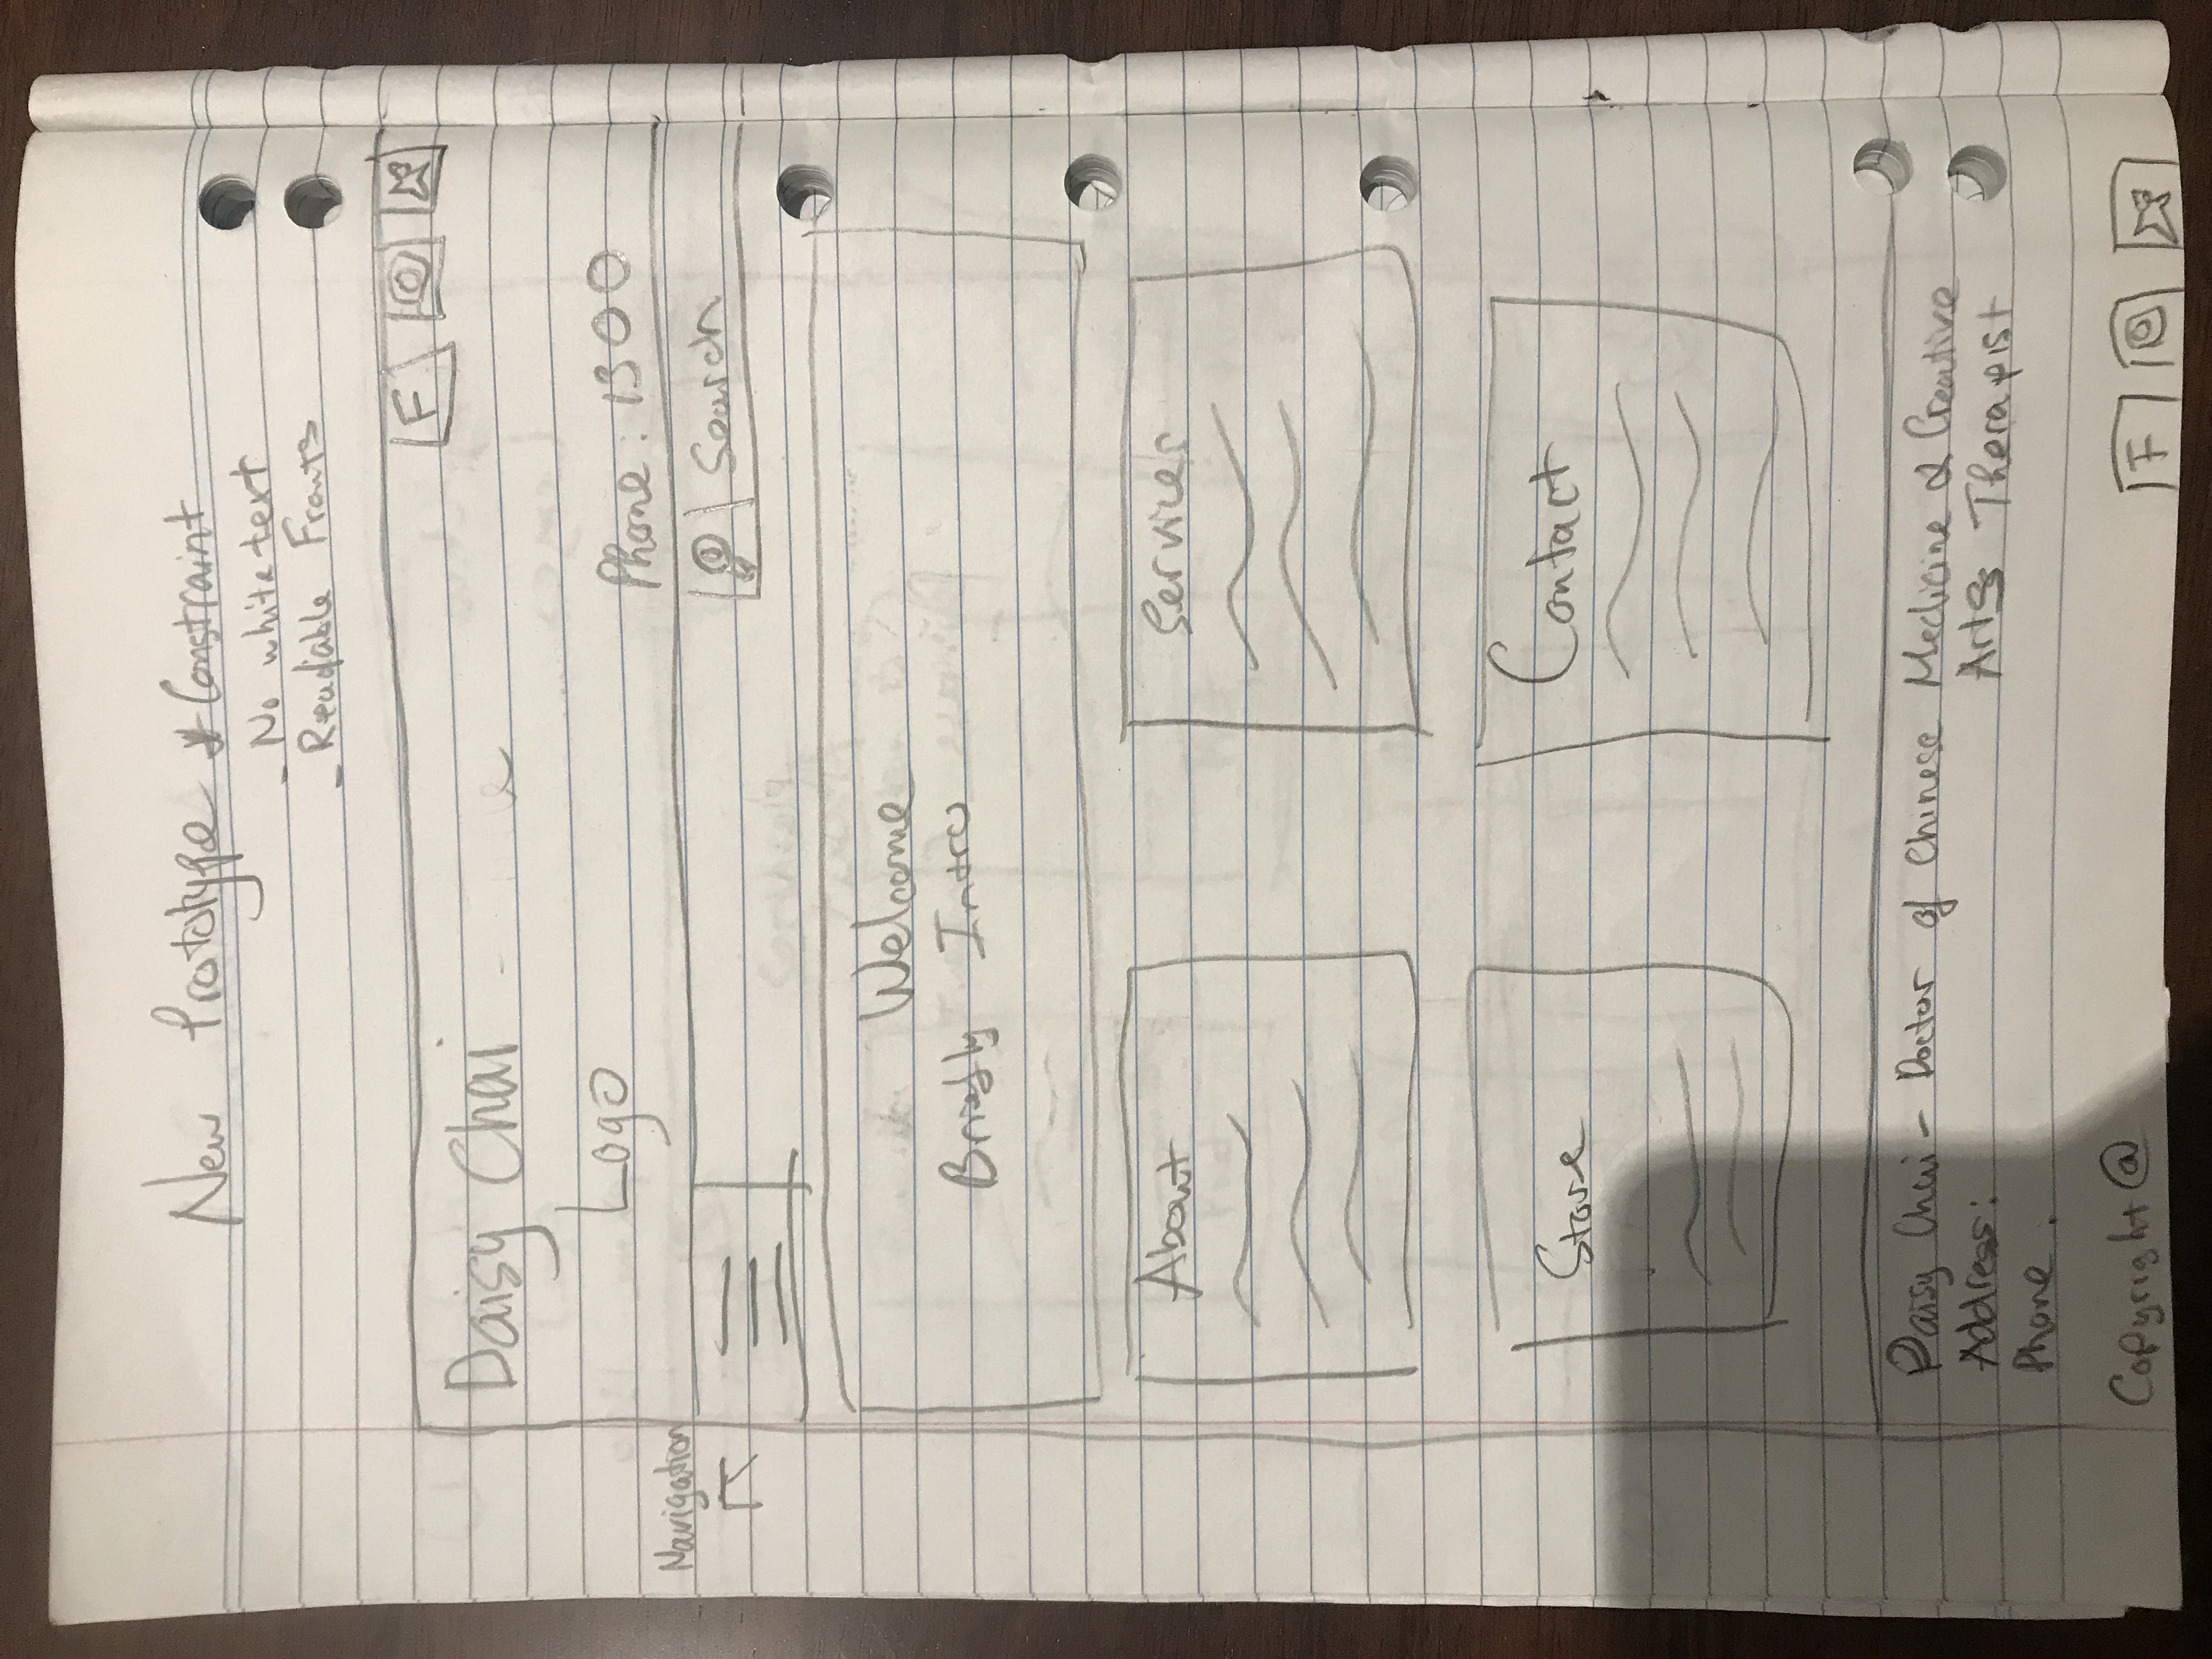 New Prototype * Constraint
- No white text
- Readable Fronts
F
Daisy Chai
Logo
Phone : 1300
Navigation
Search
Welcome
Briefly Intro
About
Services
Store
Contact
Daisy Chai - Doctor of Chinese Medicine & Creative
Address: Arts Therapist
Phone :
Copyright @
F